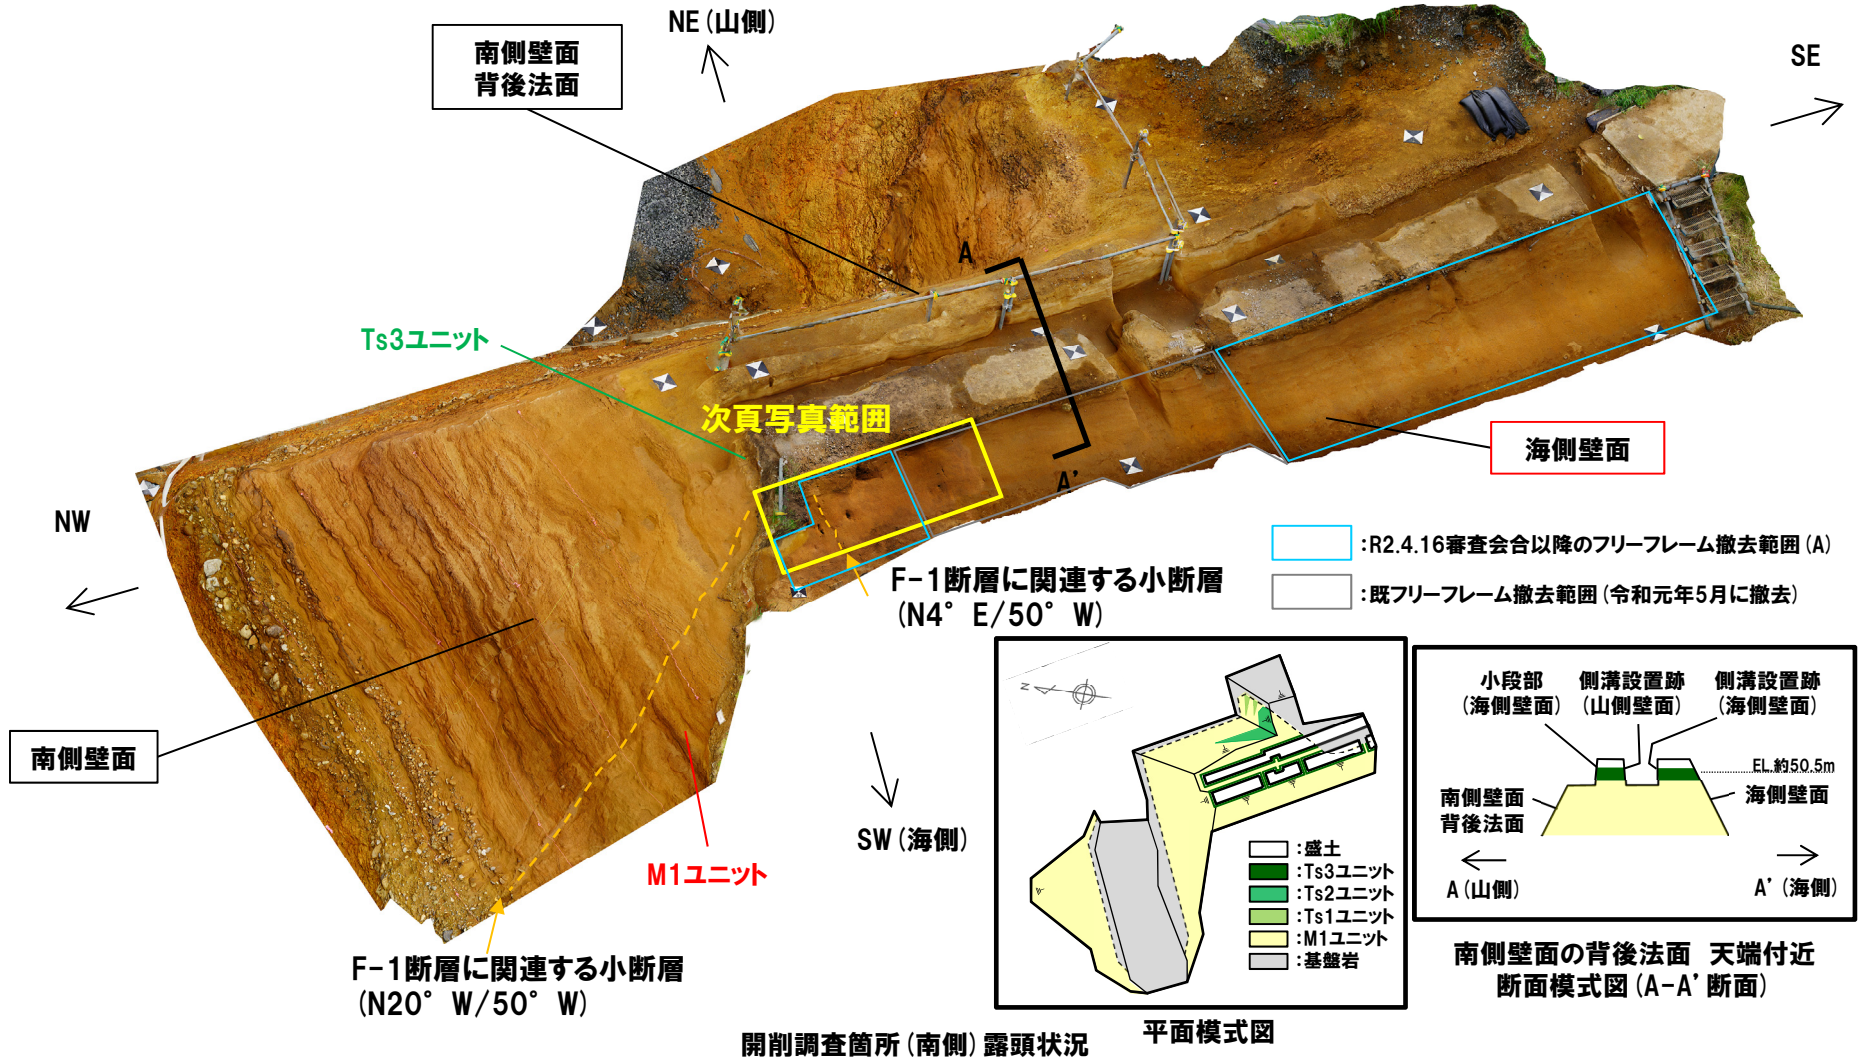 NE(山側)
南側壁面
背後法面
SE
Ts3ユニット
A
次頁写真範囲
海側壁面
A'
NW
:R2.4.16審査会合以降のフリーフレーム撤去範囲(A)
:既フリーフレーム撤去範囲(令和元年5月に撤去)
F-1断層に関連する小断層
(N4°E/50°W)
南側壁面
SW(海側)
M1ユニット
F-1断層に関連する小断層
(N20°W/50°W)
N
:盛土
:Ts3ユニット
:Ts2ユニット
:Ts1ユニット
:M1ユニット
:基盤岩
平面模式図
小段部
(海側壁面)
側溝設置跡
(山側壁面)
側溝設置跡
(海側壁面)
EL.約50.5m
南側壁面
背後法面
海側壁面
A(山側)
A'(海側)
南側壁面の背後法面 天端付近
断面模式図(A-A'断面)
開削調査箇所(南側)露頭状況